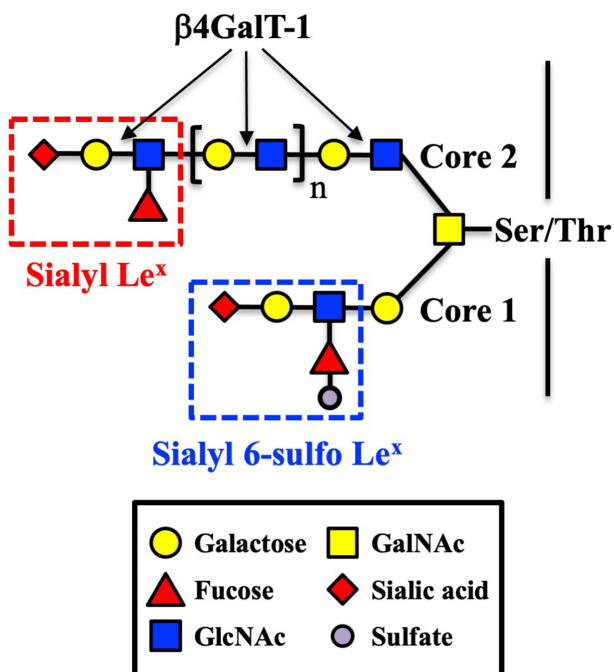 β4GalT-1
n
Core 2
Ser/Thr
Sialyl Leˣ
Core 1
Sialyl 6-sulfo Leˣ
Galactose GalNAc
Fucose Sialic acid
GlcNAc Sulfate